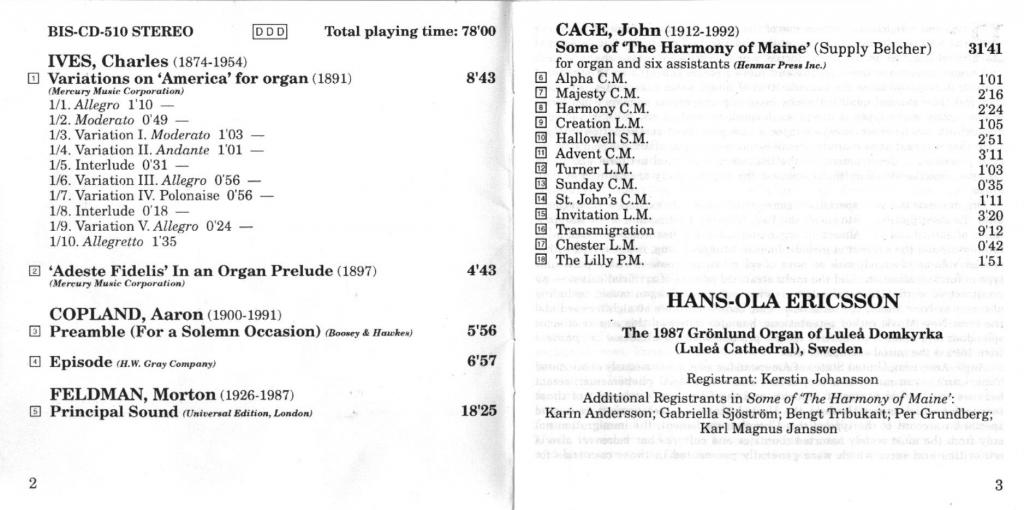 BIS-CD-510 STEREO DDD Total playing time: 78'00
IVES, Charles (1874-1954)
1 Variations on 'America' for organ (1891) 8'43
(Mercury Music Corporation)
1/1. Allegro 1'10 —
1/2. Moderato 0'49 —
1/3. Variation I. Moderato 1'03 —
1/4. Variation II. Andante 1'01 —
1/5. Interlude 0'31 —
1/6. Variation III. Allegro 0'56 —
1/7. Variation IV. Polonaise 0'56 —
1/8. Interlude 0'18 —
1/9. Variation V. Allegro 0'24 —
1/10. Allegretto 1'35
2 'Adeste Fidelis' In an Organ Prelude (1897) 4'43
(Mercury Music Corporation)
COPLAND, Aaron (1900-1991)
3 Preamble (For a Solemn Occasion) (Boosey & Hawkes) 5'56
4 Episode (H.W. Gray Company) 6'57
FELDMAN, Morton (1926-1987)
5 Principal Sound (Universal Edition, London) 18'25
2
CAGE, John (1912-1992)
Some of 'The Harmony of Maine' (Supply Belcher) 31'41
for organ and six assistants (Henmar Press Inc.)
6 Alpha C.M. 1'01
7 Majesty C.M. 2'16
8 Harmony C.M. 2'24
9 Creation L.M. 1'05
10 Hallowell S.M. 2'51
11 Advent C.M. 3'11
12 Turner L.M. 1'03
13 Sunday C.M. 0'35
14 St. John's C.M. 1'11
15 Invitation L.M. 3'20
16 Transmigration 9'12
17 Chester L.M. 0'42
18 The Lilly P.M. 1'51
HANS-OLA ERICSSON
The 1987 Grönlund Organ of Luleå Domkyrka
(Luleå Cathedral), Sweden
Registrant: Kerstin Johansson
Additional Registrants in Some of 'The Harmony of Maine':
Karin Andersson; Gabriella Sjöström; Bengt Tribukait; Per Grundberg;
Karl Magnus Jansson
3